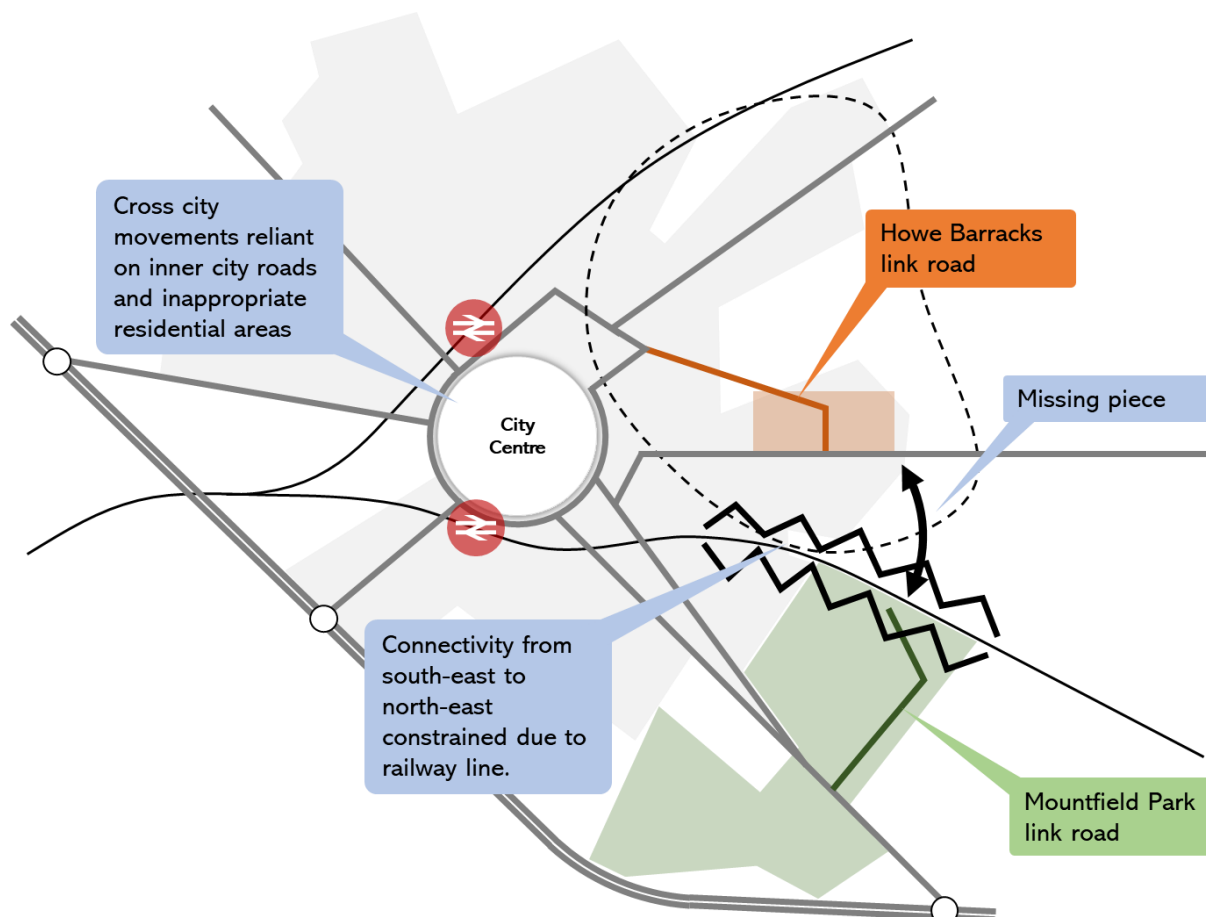 Cross city
movements reliant
on inner city roads
and inappropriate
residential areas
Howe Barracks
link road
Missing piece
City
Centre
Connectivity from
south-east to
north-east
constrained due to
railway line.
Mountfield Park
link road